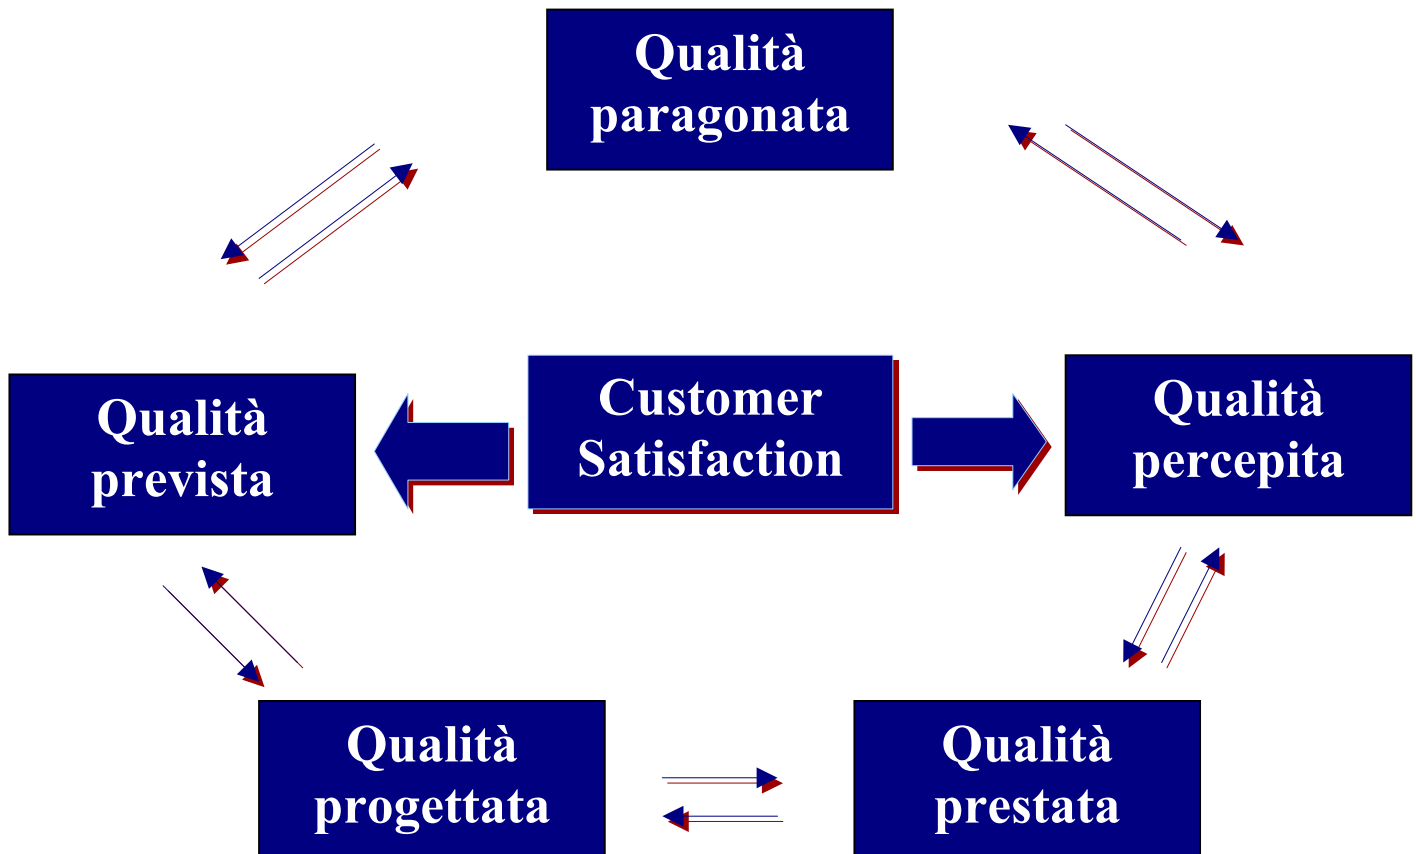 Qualità
paragonata
Qualità
prevista
Customer
Satisfaction
Qualità
percepita
Qualità
progettata
Qualità
prestata